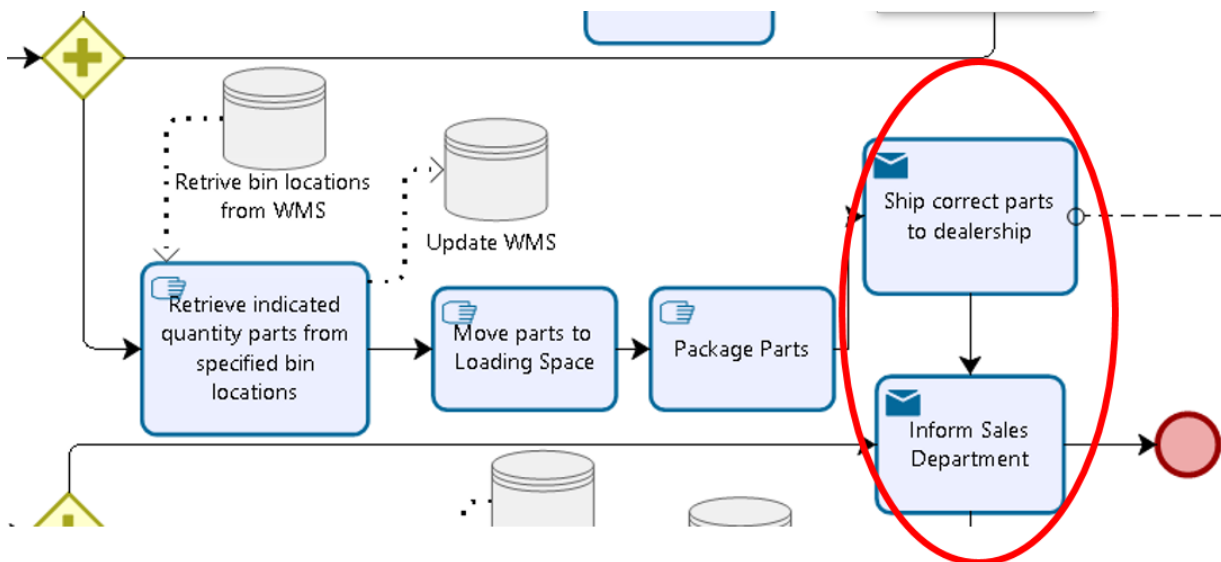 Retrive bin locations
from WMS
Update WMS
Ship correct parts
to dealership
Retrieve indicated
quantity parts from
specified bin
locations
Move parts to
Loading Space
Package Parts
Inform Sales
Department